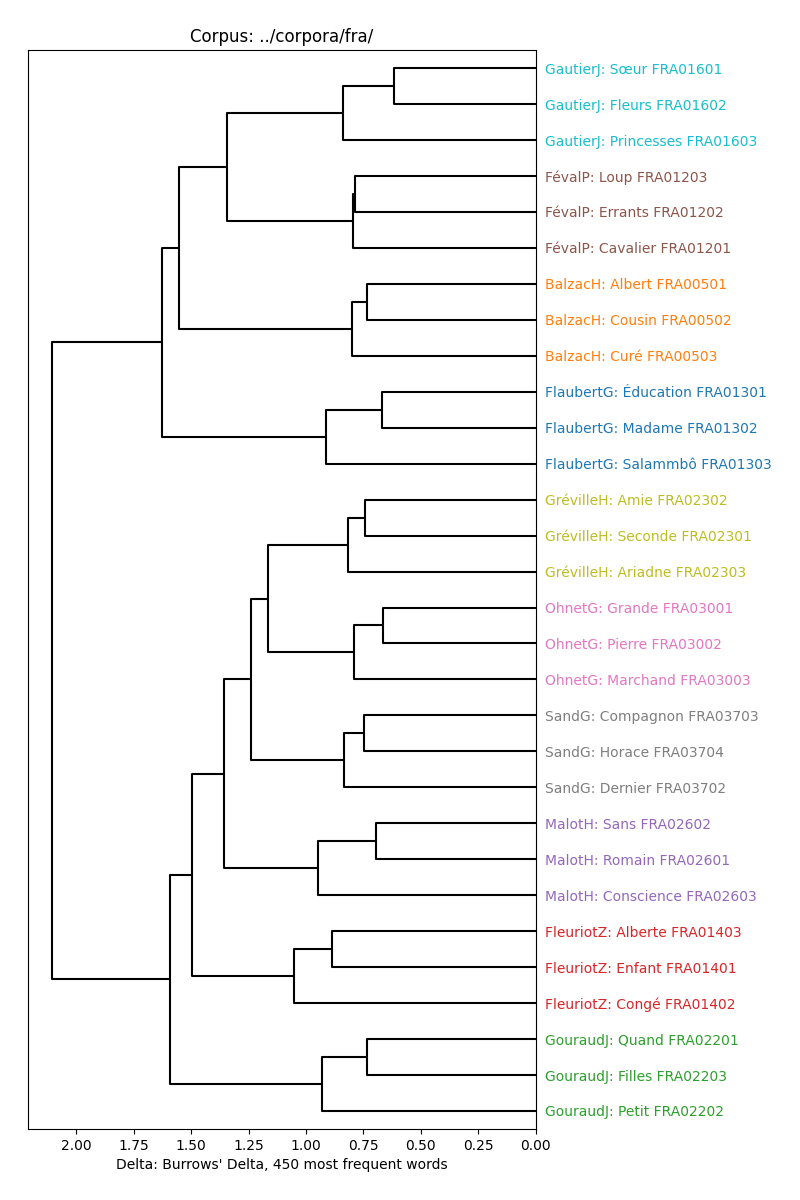 Corpus: ../corpora/fra/
GautierJ: Sœur FRA01601
GautierJ: Fleurs FRA01602
GautierJ: Princesses FRA01603
FévalP: Loup FRA01203
FévalP: Errants FRA01202
FévalP: Cavalier FRA01201
BalzacH: Albert FRA00501
BalzacH: Cousin FRA00502
BalzacH: Curé FRA00503
FlaubertG: Éducation FRA01301
FlaubertG: Madame FRA01302
FlaubertG: Salammbô FRA01303
GrévilleH: Amie FRA02302
GrévilleH: Seconde FRA02301
GrévilleH: Ariadne FRA02303
OhnetG: Grande FRA03001
OhnetG: Pierre FRA03002
OhnetG: Marchand FRA03003
SandG: Compagnon FRA03703
SandG: Horace FRA03704
SandG: Dernier FRA03702
MalotH: Sans FRA02602
MalotH: Romain FRA02601
MalotH: Conscience FRA02603
FleuriotZ: Alberte FRA01403
FleuriotZ: Enfant FRA01401
FleuriotZ: Congé FRA01402
GouraudJ: Quand FRA02201
GouraudJ: Filles FRA02203
GouraudJ: Petit FRA02202
2.00 1.75 1.50 1.25 1.00 0.75 0.50 0.25 0.00
Delta: Burrows' Delta, 450 most frequent words